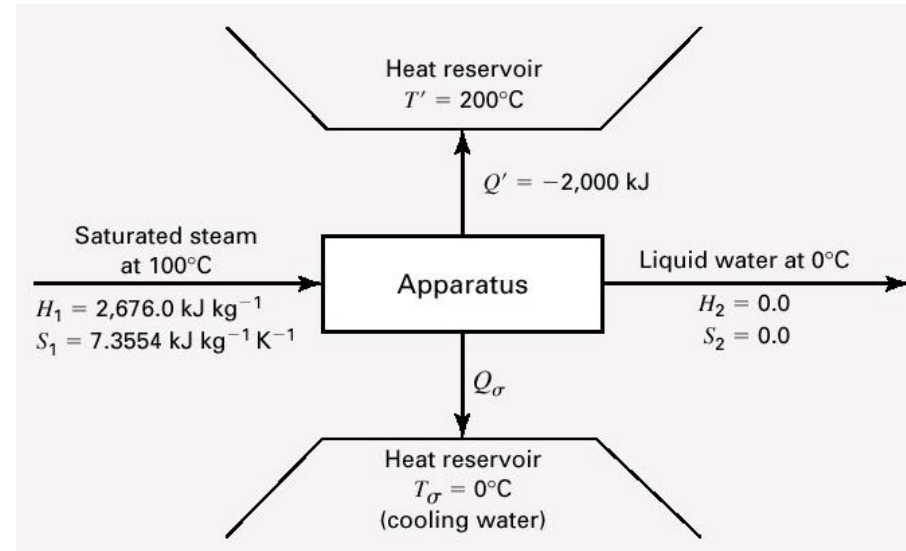 Heat reservoir
T′ = 200°C
Q′ = −2,000 kJ
Saturated steam
at 100°C
H₁ = 2,676.0 kJ kg⁻¹
S₁ = 7.3554 kJ kg⁻¹ K⁻¹
Apparatus
Liquid water at 0°C
H₂ = 0.0
S₂ = 0.0
Qσ
Heat reservoir
Tσ = 0°C
(cooling water)